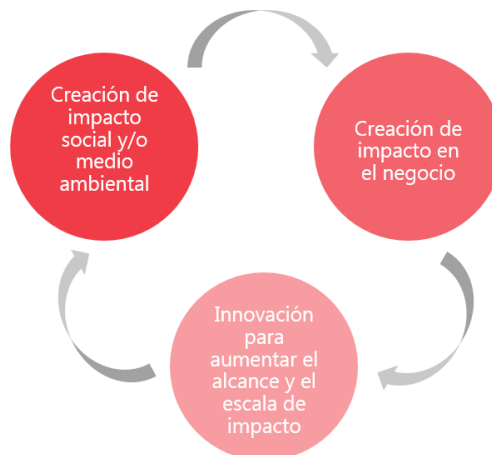 Creación de
impacto
social y/o
medio
ambiental
Creación de
impacto en
el negocio
Innovación
para
aumentar el
alcance y el
escala de
impacto